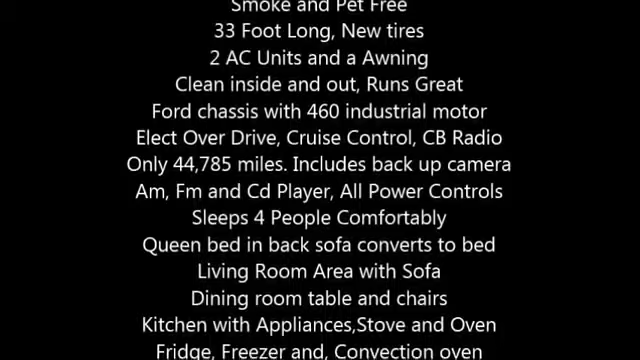 Smoke and Pet Free
33 Foot Long, New tires
2 AC Units and a Awning
Clean inside and out, Runs Great
Ford chassis with 460 industrial motor
Elect Over Drive, Cruise Control, CB Radio
Only 44,785 miles. Includes back up camera
Am, Fm and Cd Player, All Power Controls
Sleeps 4 People Comfortably
Queen bed in back sofa converts to bed
Living Room Area with Sofa
Dining room table and chairs
Kitchen with Appliances,Stove and Oven
Fridge, Freezer and, Convection oven